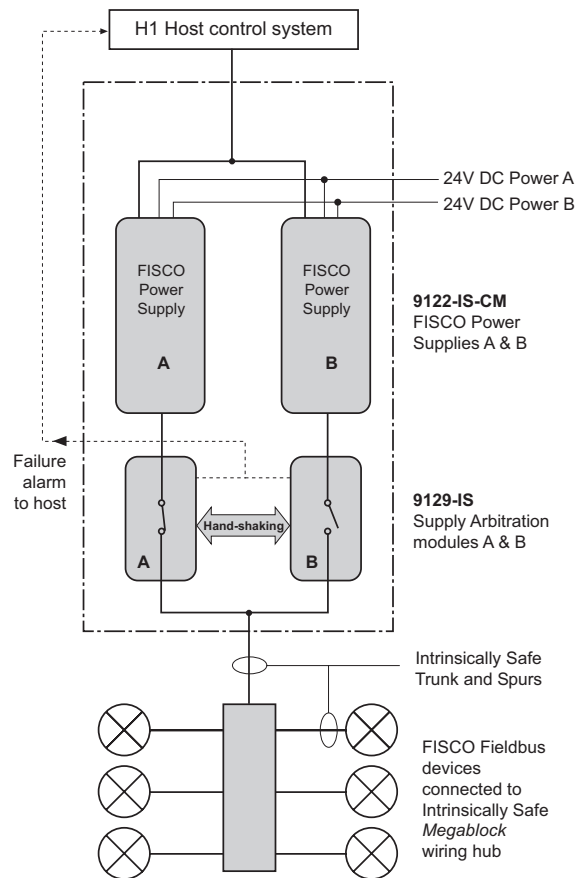 H1 Host control system
24V DC Power A
24V DC Power B
FISCO
Power
Supply
A
FISCO
Power
Supply
B
9122-IS-CM
FISCO Power
Supplies A & B
Failure
alarm
to host
A
Hand-shaking
B
9129-IS
Supply Arbitration
modules A & B
Intrinsically Safe
Trunk and Spurs
FISCO Fieldbus
devices
connected to
Intrinsically Safe
Megablock
wiring hub